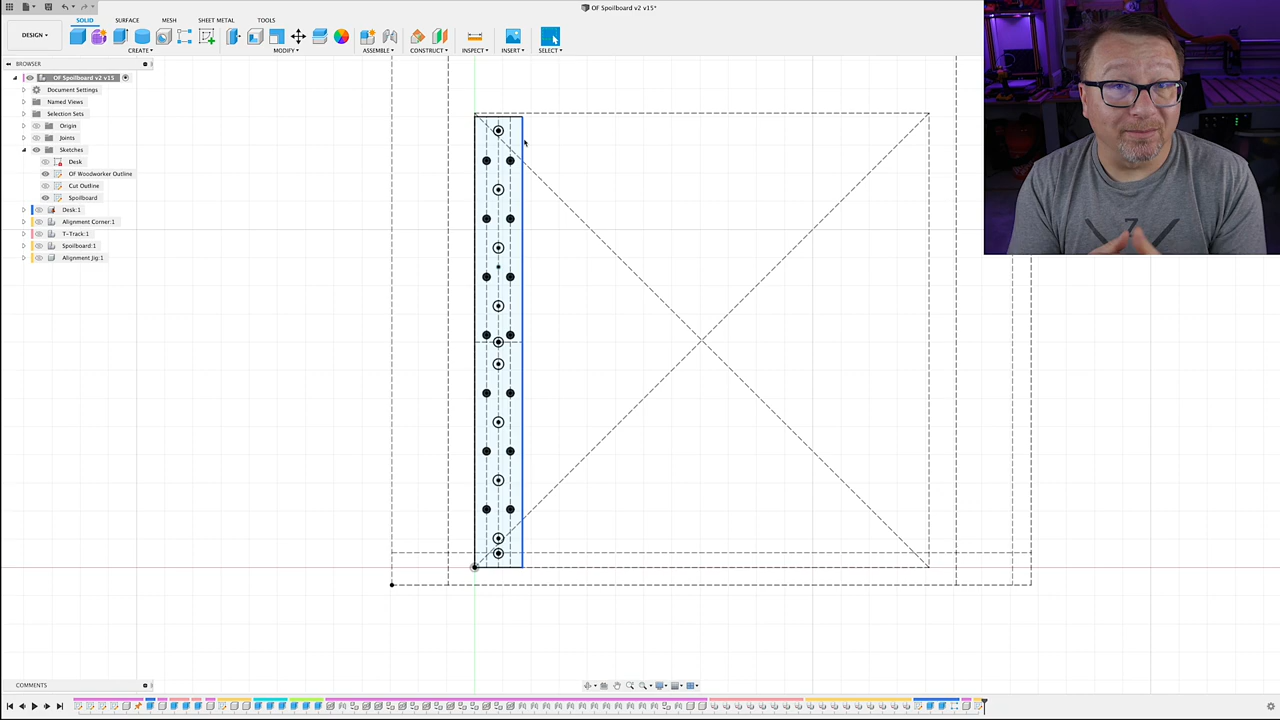 OF Spoilboard v2 v15*
SOLID SURFACE MESH SHEET METAL TOOLS
DESIGN
CREATE MODIFY ASSEMBLE CONSTRUCT INSPECT INSERT SELECT
BROWSER
OF Spoilboard v2 v15
Document Settings
Named Views
Selection Sets
Origin
Joints
Sketches
Desk
OF Woodworker Outline
Cut Outline
Spoilboard
Desk:1
Alignment Corner:1
T-Track:1
Spoilboard:1
Alignment Jig:1
COMMENTS